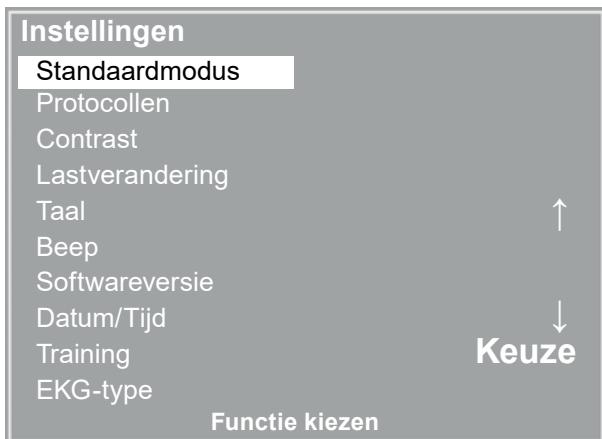 Instellingen
Standaardmodus
Protocollen
Contrast
Lastverandering
Taal ↑
Beep
Softwareversie
Datum/Tijd ↓
Training Keuze
EKG-type
Functie kiezen